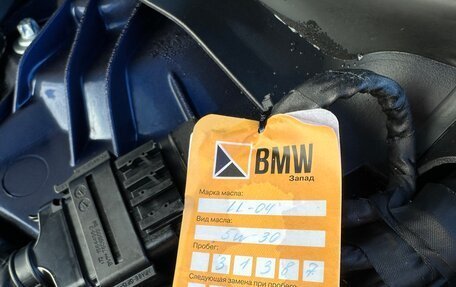 BMW
Запад
Марка масла:
LL-04
Вид масла:
5W-30
Пробег:
3 1 3 8 7
Следующая замена при пробеге